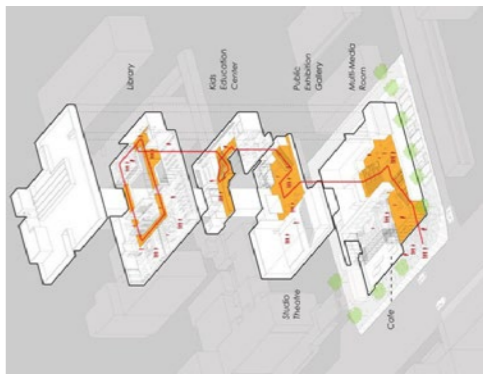 Library
Kids
Education
Center
Public
Exhibition
Gallery
Multi-Media
Room
Studio
Theatre
Cafe